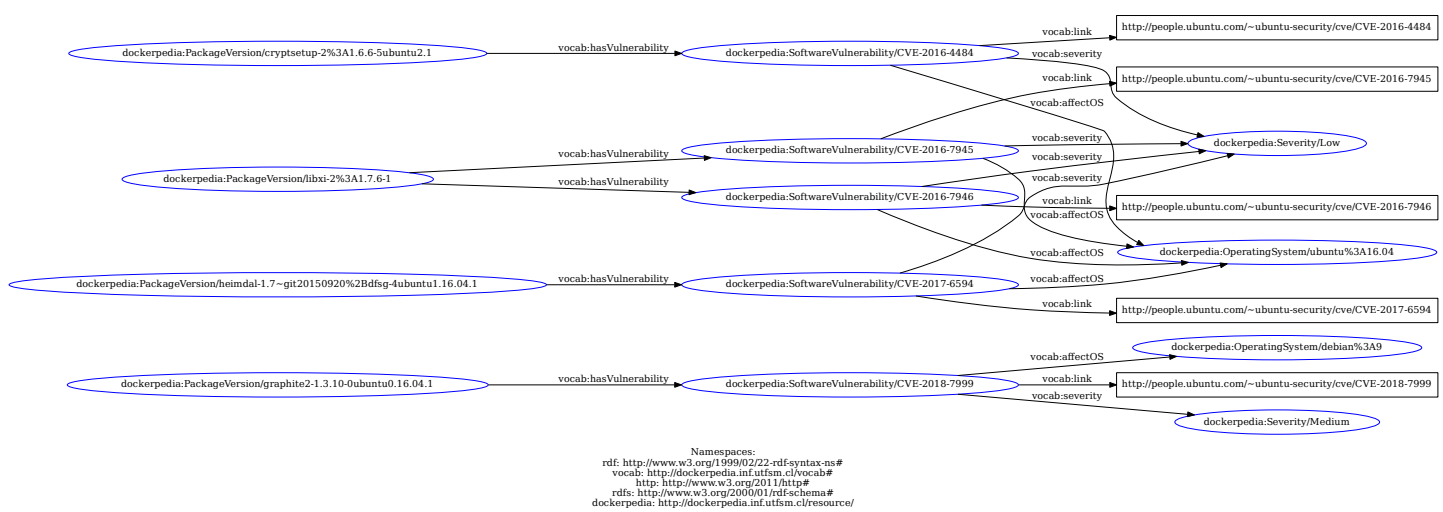 http://people.ubuntu.com/~ubuntu-security/cve/CVE-2016-4484
vocab:link
dockerpedia:PackageVersion/cryptsetup-2%3A1.6.6-5ubuntu2.1
vocab:hasVulnerability
dockerpedia:SoftwareVulnerability/CVE-2016-4484
vocab:severity
vocab:link
http://people.ubuntu.com/~ubuntu-security/cve/CVE-2016-7945
vocab:affectOS
vocab:severity
dockerpedia:Severity/Low
vocab:hasVulnerability
dockerpedia:SoftwareVulnerability/CVE-2016-7945
vocab:severity
dockerpedia:PackageVersion/libxi-2%3A1.7.6-1
vocab:hasVulnerability
vocab:severity
dockerpedia:SoftwareVulnerability/CVE-2016-7946
vocab:link
http://people.ubuntu.com/~ubuntu-security/cve/CVE-2016-7946
vocab:affectOS
vocab:affectOS
dockerpedia:OperatingSystem/ubuntu%3A16.04
vocab:hasVulnerability
vocab:affectOS
dockerpedia:PackageVersion/heimdal-1.7~git20150920%2Bdfsg-4ubuntu1.16.04.1
dockerpedia:SoftwareVulnerability/CVE-2017-6594
vocab:link
http://people.ubuntu.com/~ubuntu-security/cve/CVE-2017-6594
dockerpedia:OperatingSystem/debian%3A9
vocab:affectOS
dockerpedia:PackageVersion/graphite2-1.3.10-0ubuntu0.16.04.1
vocab:hasVulnerability
dockerpedia:SoftwareVulnerability/CVE-2018-7999
vocab:link
http://people.ubuntu.com/~ubuntu-security/cve/CVE-2018-7999
vocab:severity
dockerpedia:Severity/Medium
Namespaces:
rdf: http://www.w3.org/1999/02/22-rdf-syntax-ns#
vocab: http://dockerpedia.inf.utfsm.cl/vocab#
http: http://www.w3.org/2011/http#
rdfs: http://www.w3.org/2000/01/rdf-schema#
dockerpedia: http://dockerpedia.inf.utfsm.cl/resource/